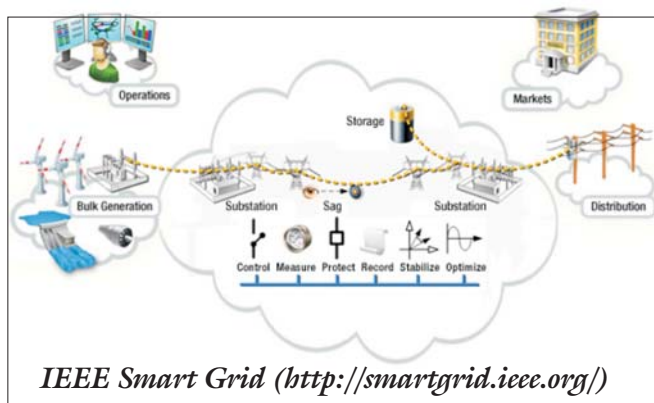 Operations
Markets
Storage
Bulk Generation
Substation
Sag
Substation
Distribution
Control Measure Protect Record Stabilize Optimize
IEEE Smart Grid (http://smartgrid.ieee.org/)